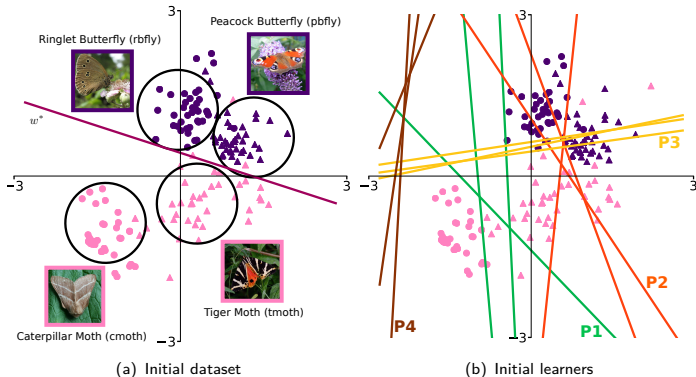 3
Ringlet Butterfly (rbfly)
Peacock Butterfly (pbfly)
w*
−3
3
Caterpillar Moth (cmoth)
Tiger Moth (tmoth)
−3
(a) Initial dataset
3
P3
−3
3
P2
P4
P1
−3
(b) Initial learners